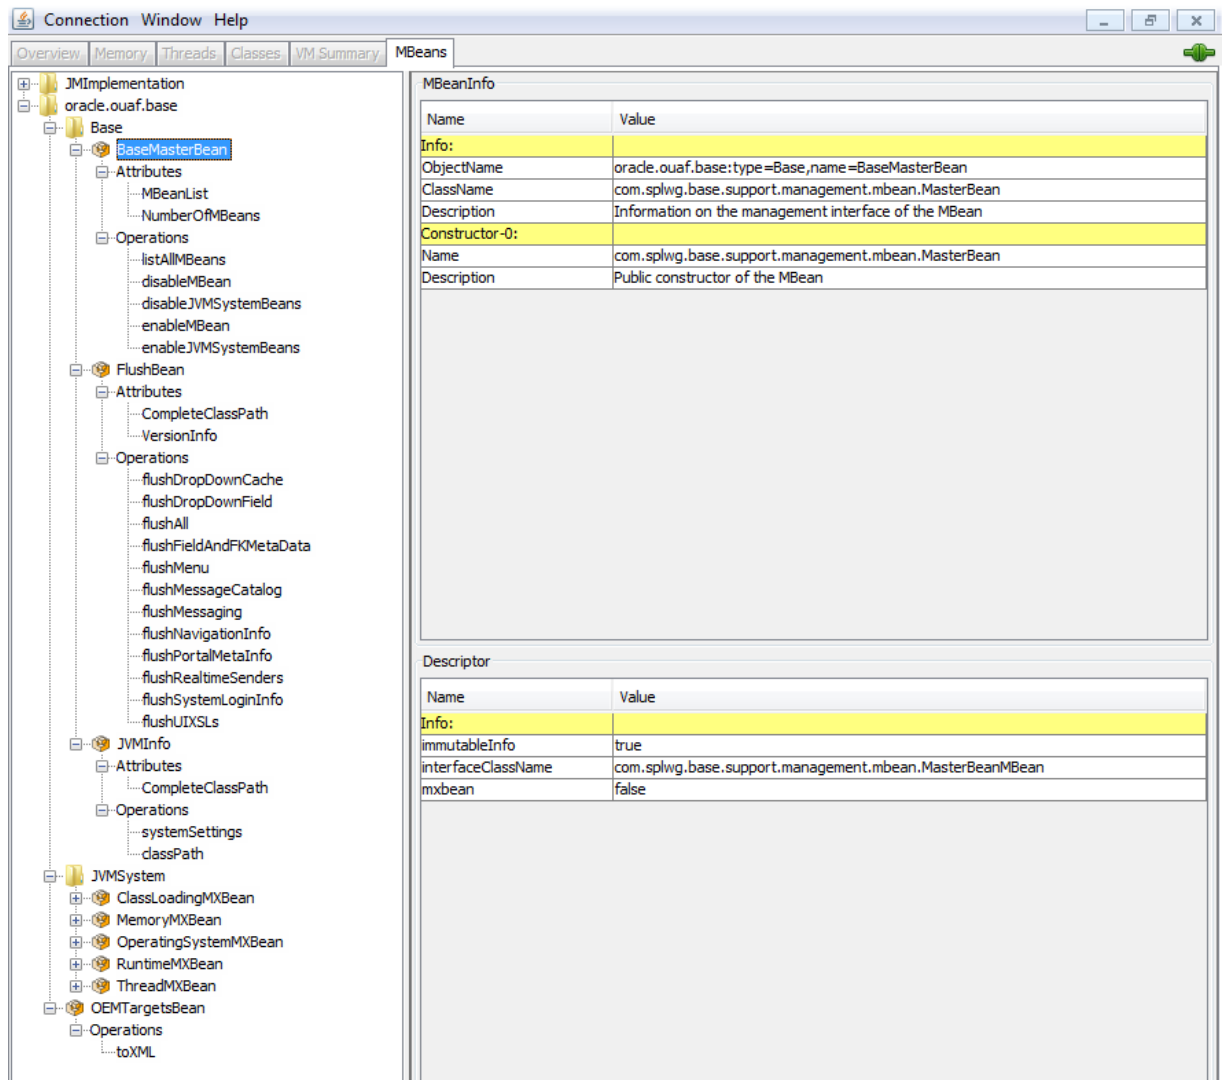 Connection Window Help
Overview Memory Threads Classes VM Summary MBeans
JMImplementation
oracle.ouaf.base
Base
BaseMasterBean
Attributes
MBeanList
NumberOfMBeans
Operations
listAllMBeans
disableMBean
disableJVMSystemBeans
enableMBean
enableJVMSystemBeans
FlushBean
Attributes
CompleteClassPath
VersionInfo
Operations
flushDropDownCache
flushDropDownField
flushAll
flushFieldAndFKMetaData
flushMenu
flushMessageCatalog
flushMessaging
flushNavigationInfo
flushPortalMetaInfo
flushRealtimeSenders
flushSystemLoginInfo
flushUIXSLs
JVMInfo
Attributes
CompleteClassPath
Operations
systemSettings
classPath
JVMSystem
ClassLoadingMXBean
MemoryMXBean
OperatingSystemMXBean
RuntimeMXBean
ThreadMXBean
OEMTargetsBean
Operations
toXML
MBeanInfo
Name Value
Info:
ObjectName oracle.ouaf.base:type=Base,name=BaseMasterBean
ClassName com.splwg.base.support.management.mbean.MasterBean
Description Information on the management interface of the MBean
Constructor-0:
Name com.splwg.base.support.management.mbean.MasterBean
Description Public constructor of the MBean
Descriptor
Name Value
Info:
immutableInfo true
interfaceClassName com.splwg.base.support.management.mbean.MasterBeanMBean
mxbean false